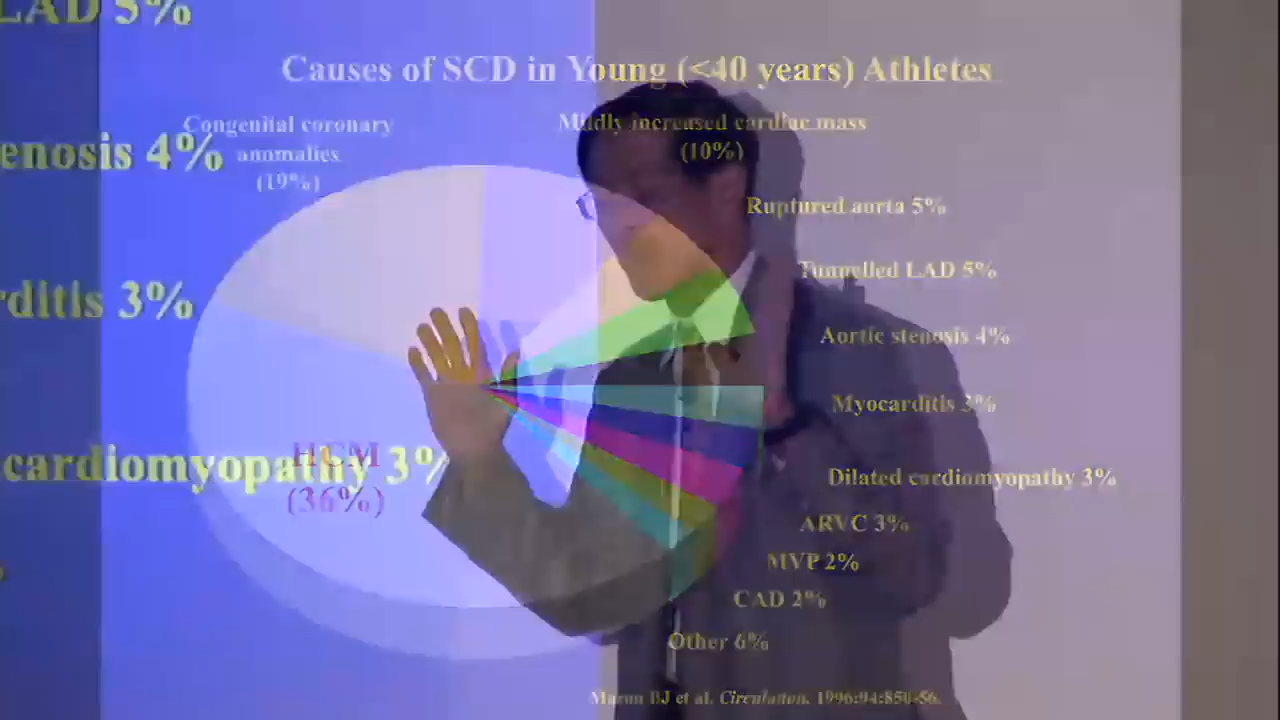 LAD 5%
Causes of SCD in Young (<40 years) Athletes
Congenital coronary
anomalies
(19%)
Mildly increased cardiac mass
(10%)
enosis 4%
Ruptured aorta 5%
Tunnelled LAD 5%
rditis 3%
Aortic stenosis 4%
Myocarditis 3%
cardiomyopathy 3%
HCM
(36%)
Dilated cardiomyopathy 3%
ARVC 3%
MVP 2%
CAD 2%
Other 6%
Maron BJ et al. Circulation. 1996;94:850-56.